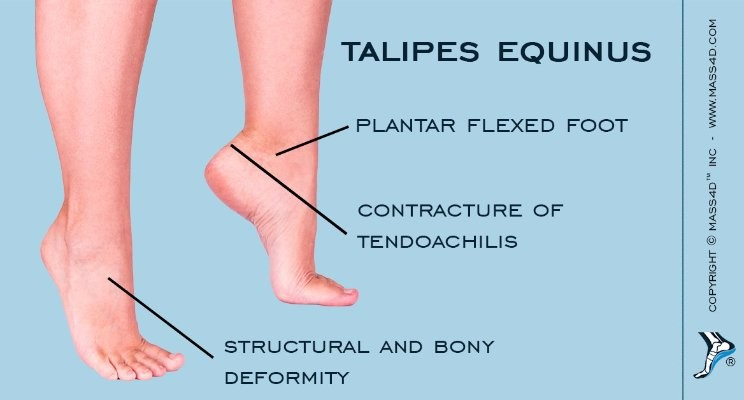 TALIPES EQUINUS
PLANTAR FLEXED FOOT
CONTRACTURE OF
TENDOACHILIS
STRUCTURAL AND BONY
DEFORMITY
COPYRIGHT © MASS4D™ INC - WWW.MASS4D.COM
®